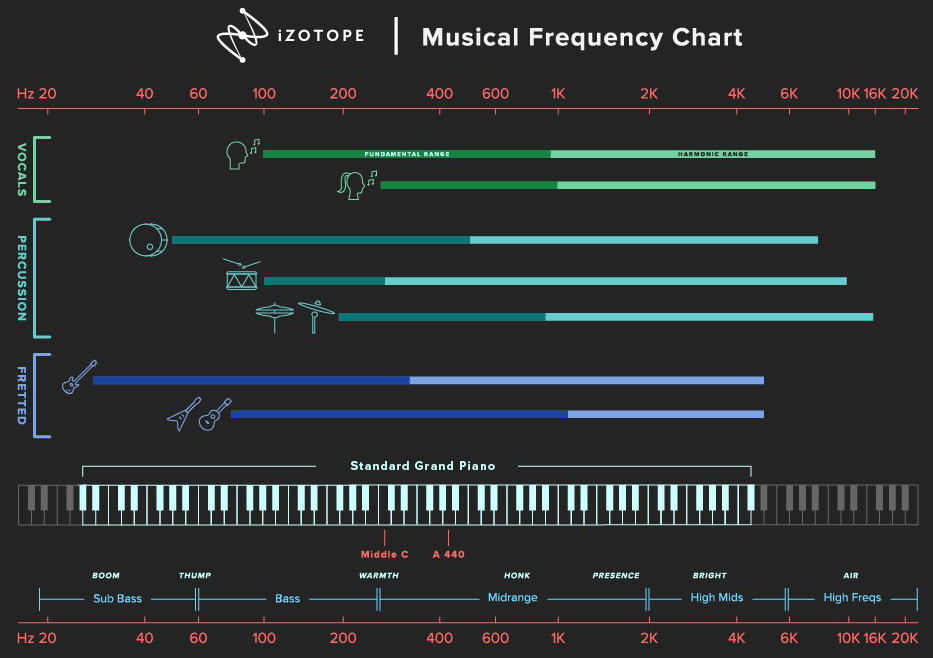 iZOTOPE | Musical Frequency Chart
Hz 20 40 60 100 200 400 600 1K 2K 4K 6K 10K 16K 20K
VOCALS
FUNDAMENTAL RANGE HARMONIC RANGE
PERCUSSION
FRETTED
Standard Grand Piano
Middle C A 440
BOOM THUMP WARMTH HONK PRESENCE BRIGHT AIR
Sub Bass Bass Midrange High Mids High Freqs
Hz 20 40 60 100 200 400 600 1K 2K 4K 6K 10K 16K 20K